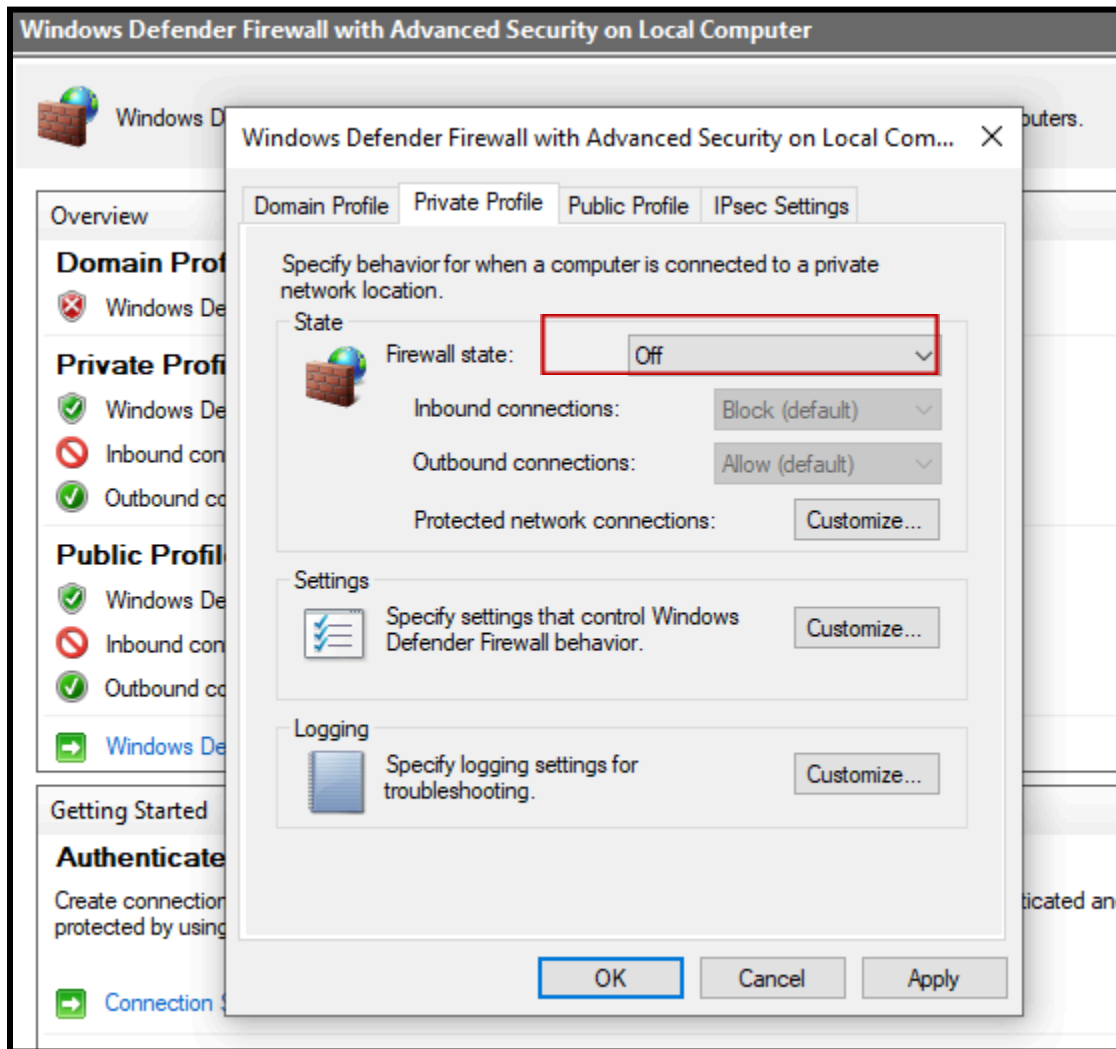 Windows Defender Firewall with Advanced Security on Local Computer
Windows D
puters.
Windows Defender Firewall with Advanced Security on Local Com...
Domain Profile
Private Profile
Public Profile
IPsec Settings
Specify behavior for when a computer is connected to a private
network location.
State
Firewall state:
Off
Inbound connections:
Block (default)
Outbound connections:
Allow (default)
Protected network connections:
Customize...
Settings
Specify settings that control Windows
Defender Firewall behavior.
Customize...
Logging
Specify logging settings for
troubleshooting.
Customize...
OK
Cancel
Apply
Overview
Domain Prof
Windows De
Private Profi
Windows De
Inbound con
Outbound co
Public Profil
Windows De
Inbound con
Outbound co
Windows De
Getting Started
Authenticate
Create connection
ticated an
protected by using
Connection S